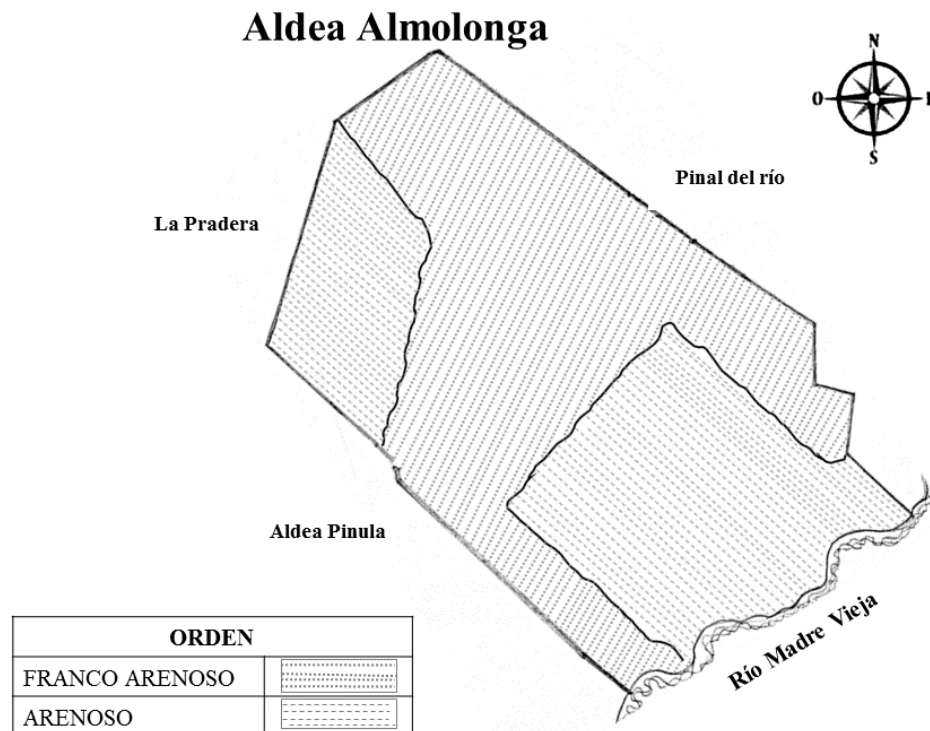 Aldea Almolonga
N
O
E
S
Pinal del río
La Pradera
Aldea Pinula
Río Madre Vieja
ORDEN
FRANCO ARENOSO
ARENOSO